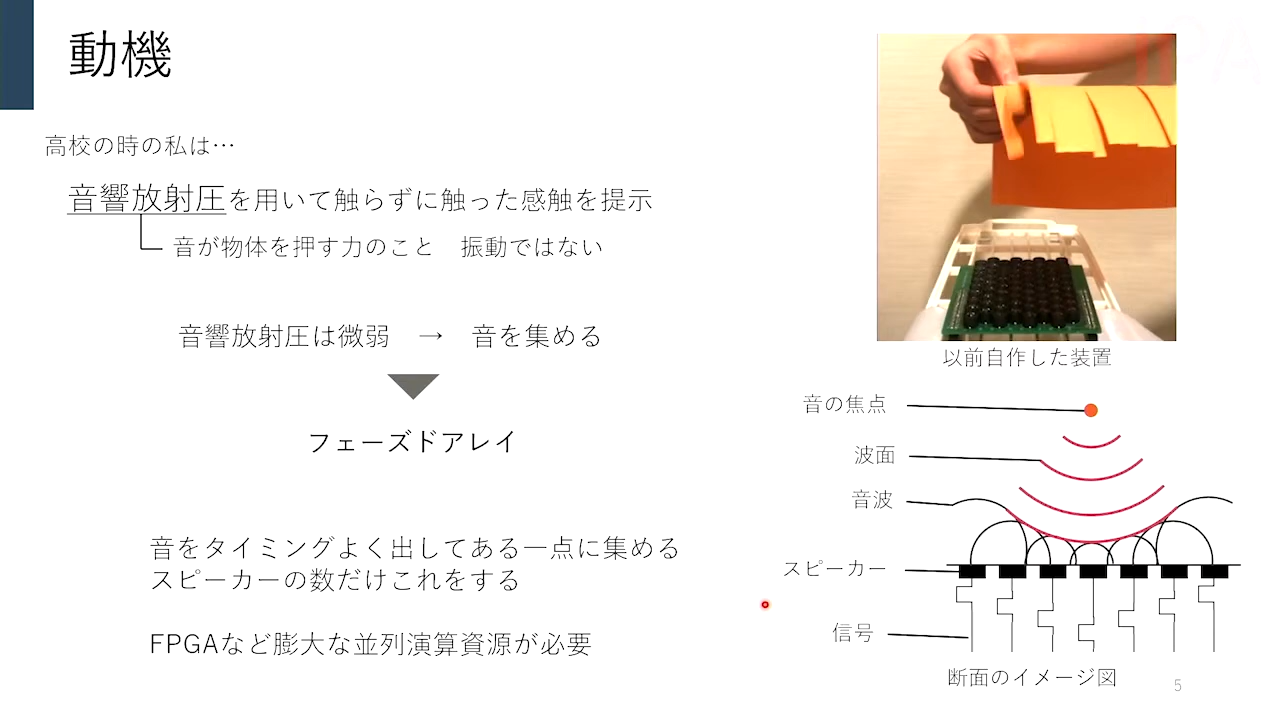 動機
IPA
高校の時の私は…
音響放射圧を用いて触らずに触った感触を提示
音が物体を押す力のこと　振動ではない
音響放射圧は微弱　→　音を集める
フェーズドアレイ
音をタイミングよく出してある一点に集める
スピーカーの数だけこれをする
FPGAなど膨大な並列演算資源が必要
以前自作した装置
音の焦点
波面
音波
スピーカー
信号
断面のイメージ図
5